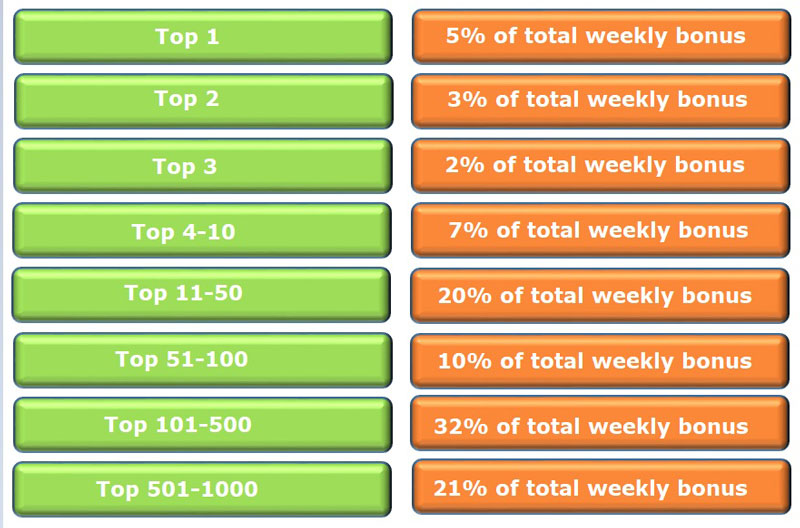 Top 1
5% of total weekly bonus
Top 2
3% of total weekly bonus
Top 3
2% of total weekly bonus
Top 4-10
7% of total weekly bonus
Top 11-50
20% of total weekly bonus
Top 51-100
10% of total weekly bonus
Top 101-500
32% of total weekly bonus
Top 501-1000
21% of total weekly bonus